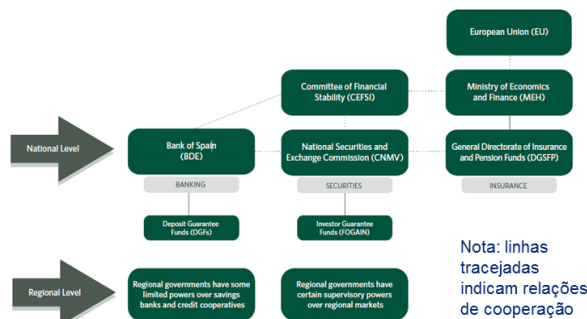 European Union (EU)
Committee of Financial
Stability (CEFSI)
Ministry of Economics
and Finance (MEH)
National Level
Bank of Spain
(BDE)
National Securities and
Exchange Commission (CNMV)
General Directorate of Insurance
and Pension Funds (DGSFP)
BANKING
SECURITIES
INSURANCE
Deposit Guarantee
Funds (DGFs)
Investor Guarantee
Funds (FOGAIN)
Nota: linhas
tracejadas
indicam relações
de cooperação
Regional Level
Regional governments have some
limited powers over savings
banks and credit cooperatives
Regional governments have
certain supervisory powers
over regional markets